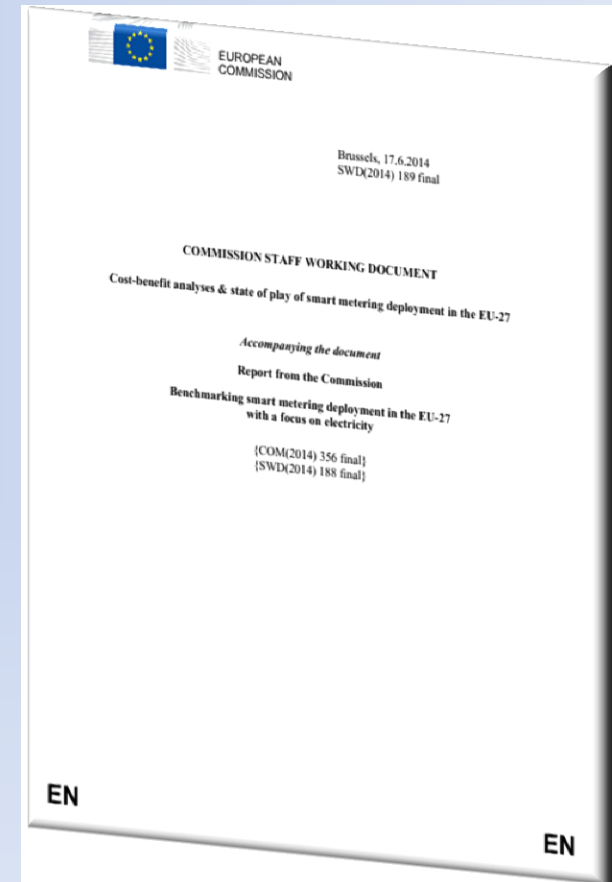 EUROPEAN
COMMISSION
Brussels, 17.6.2014
SWD(2014) 189 final
COMMISSION STAFF WORKING DOCUMENT
Cost-benefit analyses & state of play of smart metering deployment in the EU-27
Accompanying the document
Report from the Commission
Benchmarking smart metering deployment in the EU-27
with a focus on electricity
{COM(2014) 356 final}
{SWD(2014) 188 final}
EN
EN